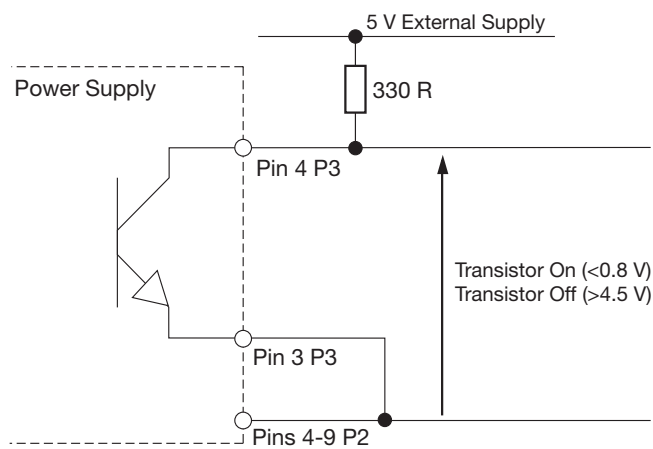 5 V External Supply
Power Supply
330 R
Pin 4 P3
Transistor On (<0.8 V)
Transistor Off (>4.5 V)
Pin 3 P3
Pins 4-9 P2